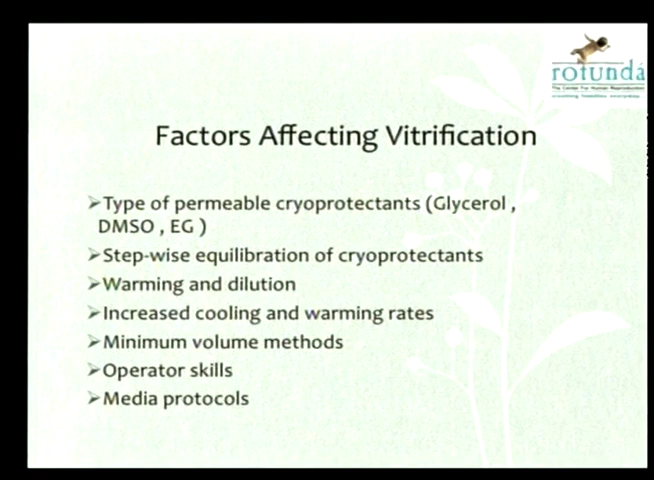 rotunda
The Center For Human Reproduction
Factors Affecting Vitrification
➢Type of permeable cryoprotectants (Glycerol ,
DMSO , EG )
➢Step-wise equilibration of cryoprotectants
➢Warming and dilution
➢Increased cooling and warming rates
➢Minimum volume methods
➢Operator skills
➢Media protocols